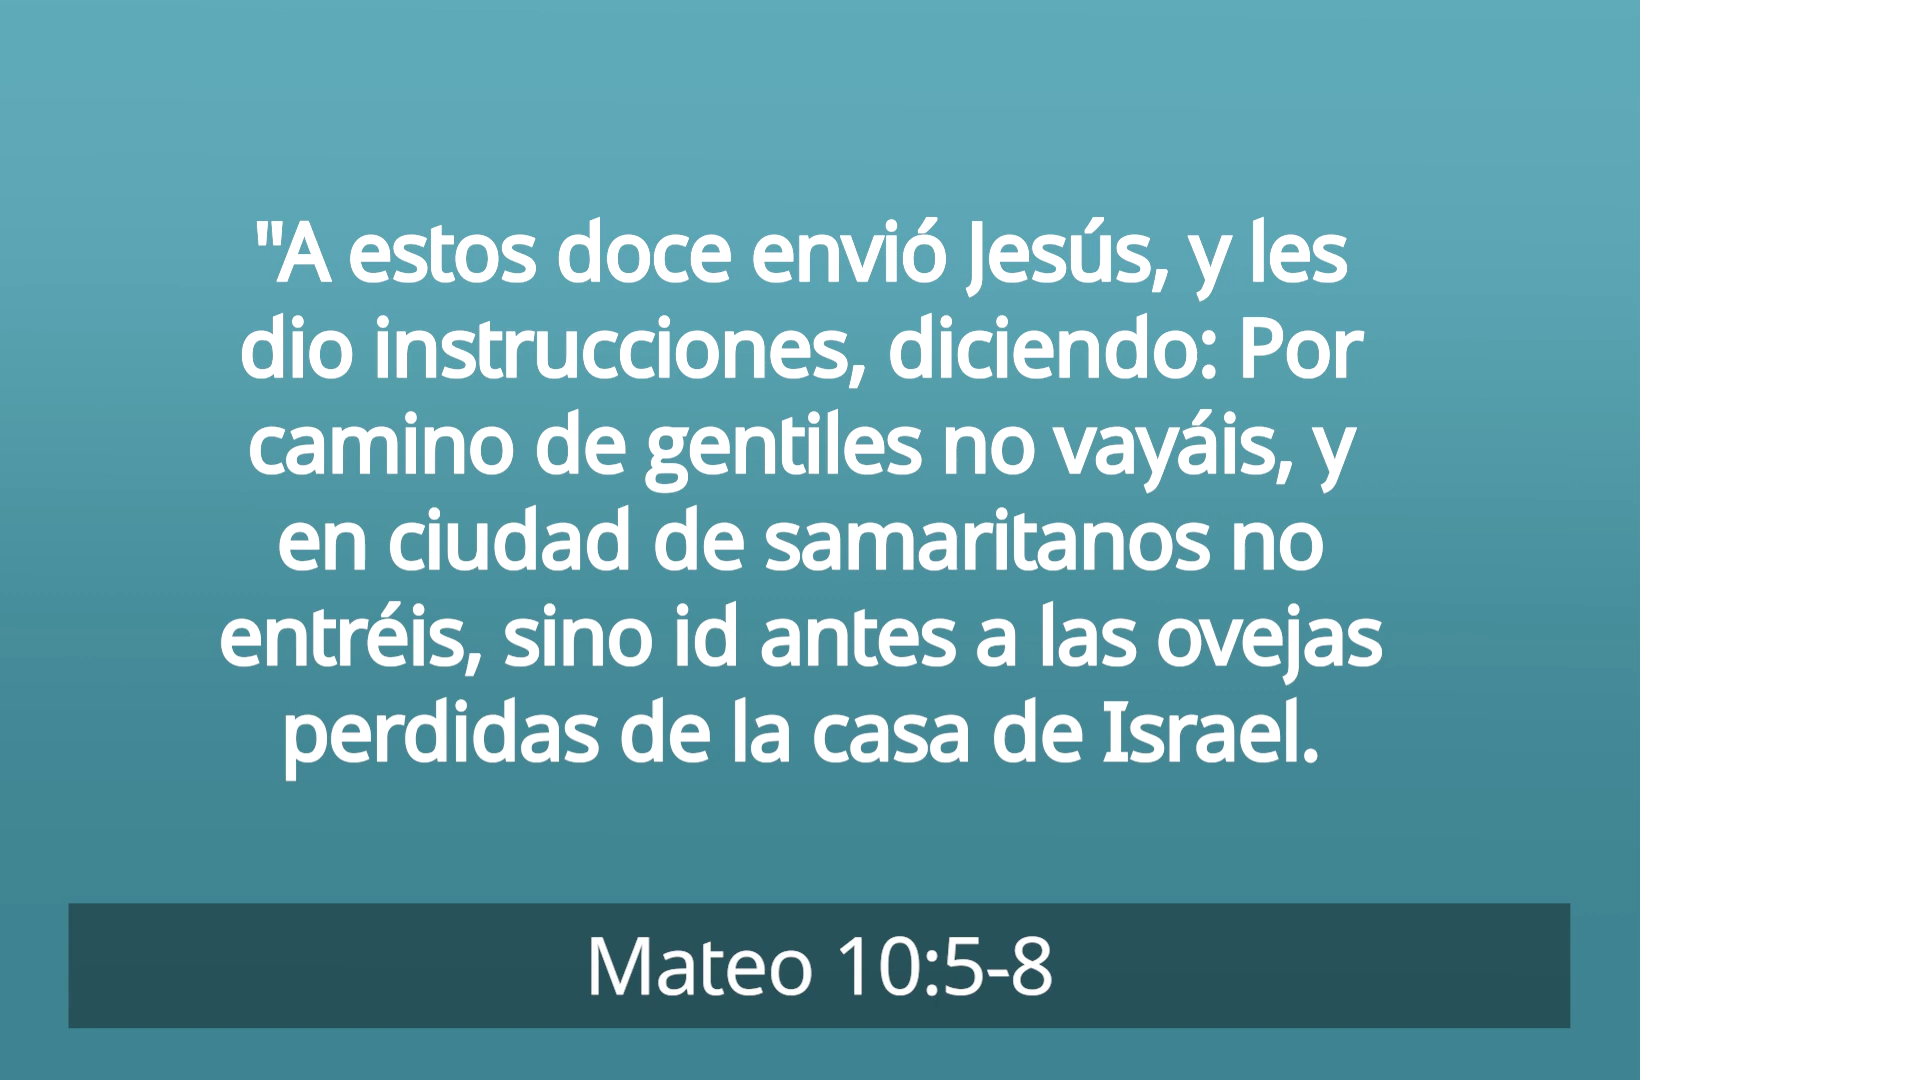 "A estos doce envió Jesús, y les
dio instrucciones, diciendo: Por
camino de gentiles no vayáis, y
en ciudad de samaritanos no
entréis, sino id antes a las ovejas
perdidas de la casa de Israel.
Mateo 10:5-8